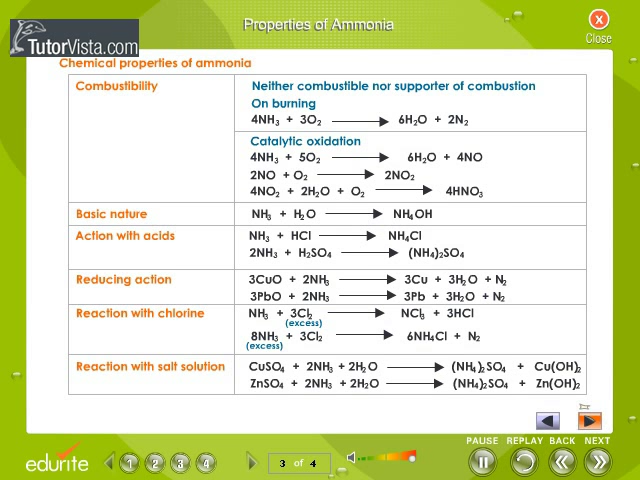 Properties of Ammonia
X
Close
TutorVista.com
Chemical properties of ammonia
Combustibility
Neither combustible nor supporter of combustion
On burning
4NH₃ + 3O₂ ⟶ 6H₂O + 2N₂
Catalytic oxidation
4NH₃ + 5O₂ ⟶ 6H₂O + 4NO
2NO + O₂ ⟶ 2NO₂
4NO₂ + 2H₂O + O₂ ⟶ 4HNO₃
Basic nature NH₃ + H₂O ⟶ NH₄OH
Action with acids NH₃ + HCl ⟶ NH₄Cl
2NH₃ + H₂SO₄ ⟶ (NH₄)₂SO₄
Reducing action 3CuO + 2NH₃ ⟶ 3Cu + 3H₂O + N₂
3PbO + 2NH₃ ⟶ 3Pb + 3H₂O + N₂
Reaction with chlorine NH₃ + 3Cl₂ ⟶ NCl₃ + 3HCl
(excess)
8NH₃ + 3Cl₂ ⟶ 6NH₄Cl + N₂
(excess)
Reaction with salt solution CuSO₄ + 2NH₃ + 2H₂O ⟶ (NH₄)₂SO₄ + Cu(OH)₂
ZnSO₄ + 2NH₃ + 2H₂O ⟶ (NH₄)₂SO₄ + Zn(OH)₂
PAUSE REPLAY BACK NEXT
edurite 1 2 3 4 3 of 4